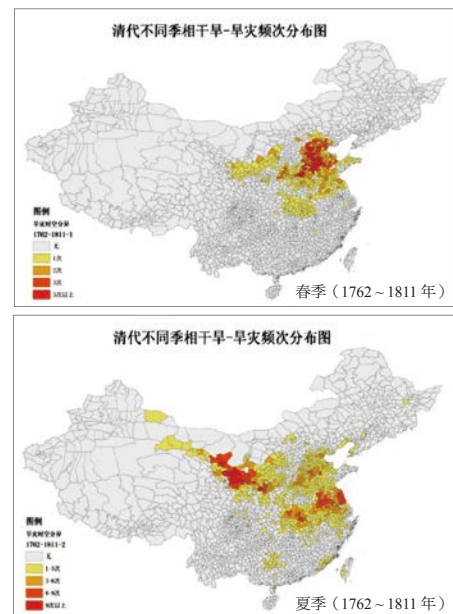 清代不同季相干旱-旱灾频次分布图
图例
旱灾时空分异
1762-1811-1
无
1次
2次
3次
3次以上
春季（1762～1811年）
清代不同季相干旱-旱灾频次分布图
图例
旱灾时空分异
1762-1811-2
无
1-3次
3-6次
6-8次
8次以上
夏季（1762～1811年）